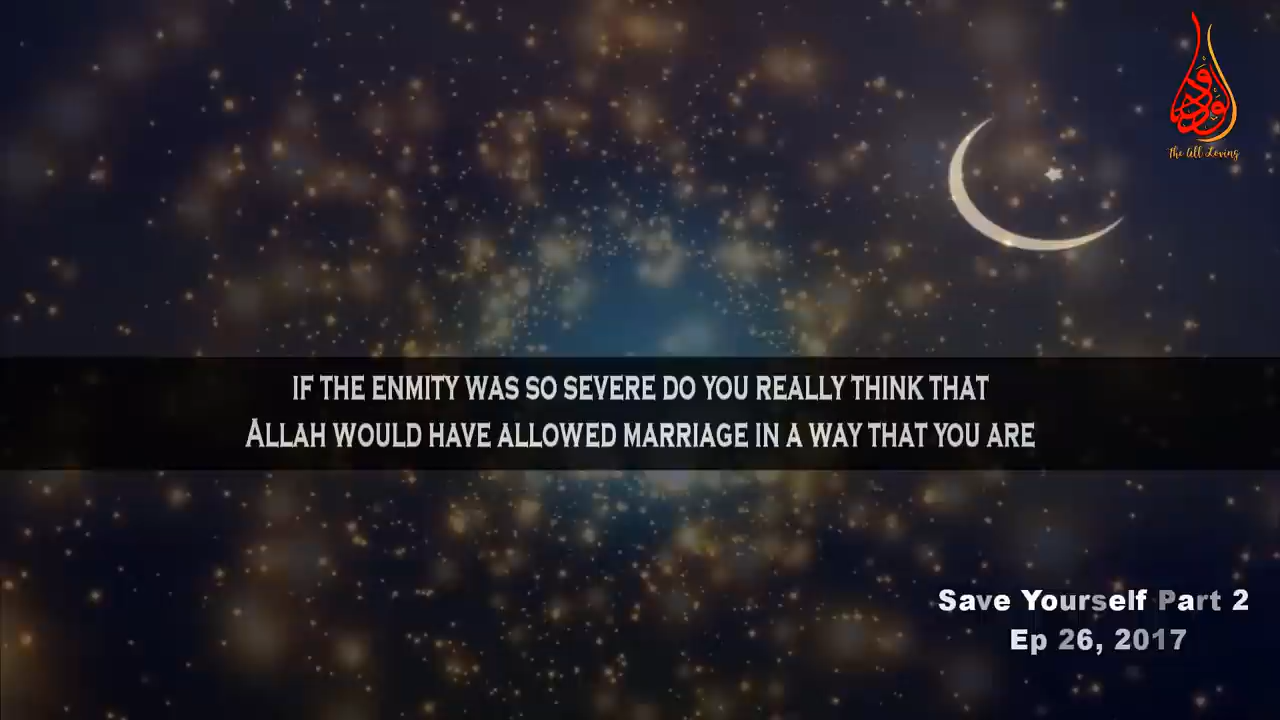 الودود
The All Loving
IF THE ENMITY WAS SO SEVERE DO YOU REALLY THINK THAT
ALLAH WOULD HAVE ALLOWED MARRIAGE IN A WAY THAT YOU ARE
Save Yourself Part 2
Ep 26, 2017